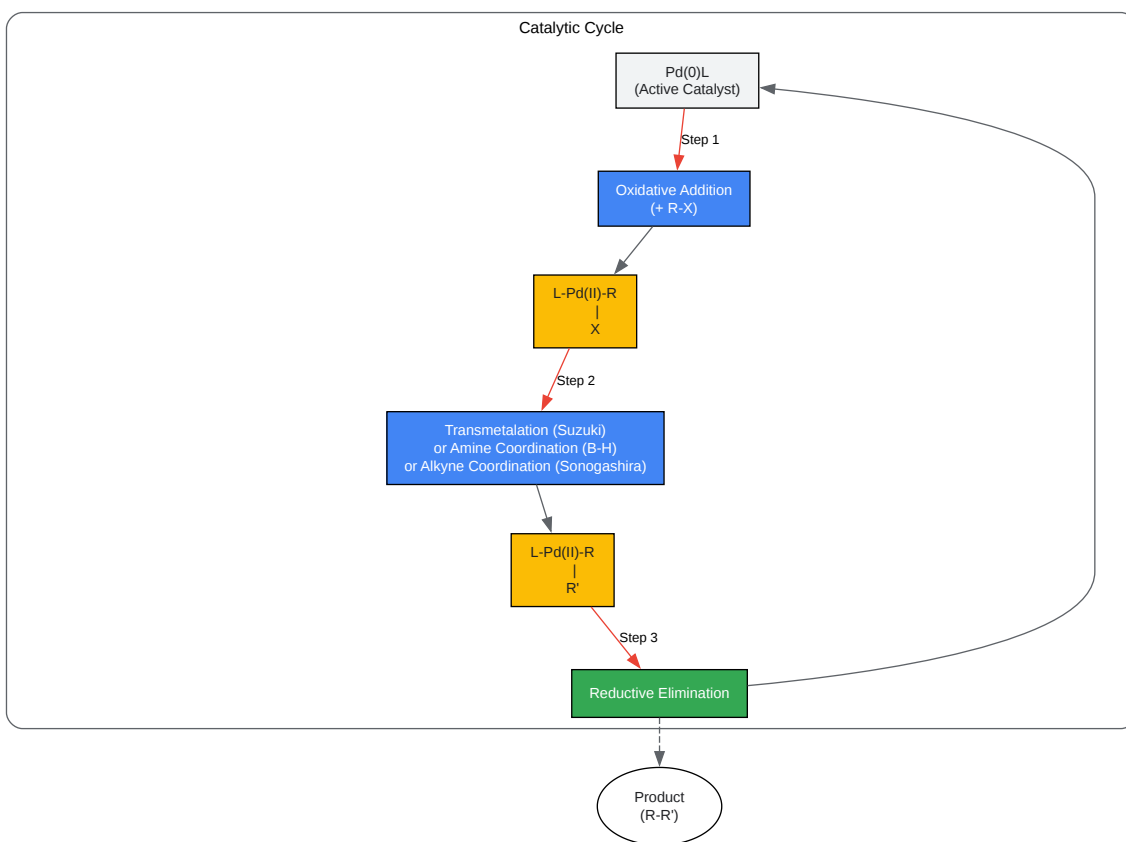 Catalytic Cycle
Pd(0)L
(Active Catalyst)
Step 1
Oxidative Addition
(+ R-X)
L-Pd(II)-R
|
X
Step 2
Transmetalation (Suzuki)
or Amine Coordination (B-H)
or Alkyne Coordination (Sonogashira)
L-Pd(II)-R
|
R'
Step 3
Reductive Elimination
Product
(R-R')